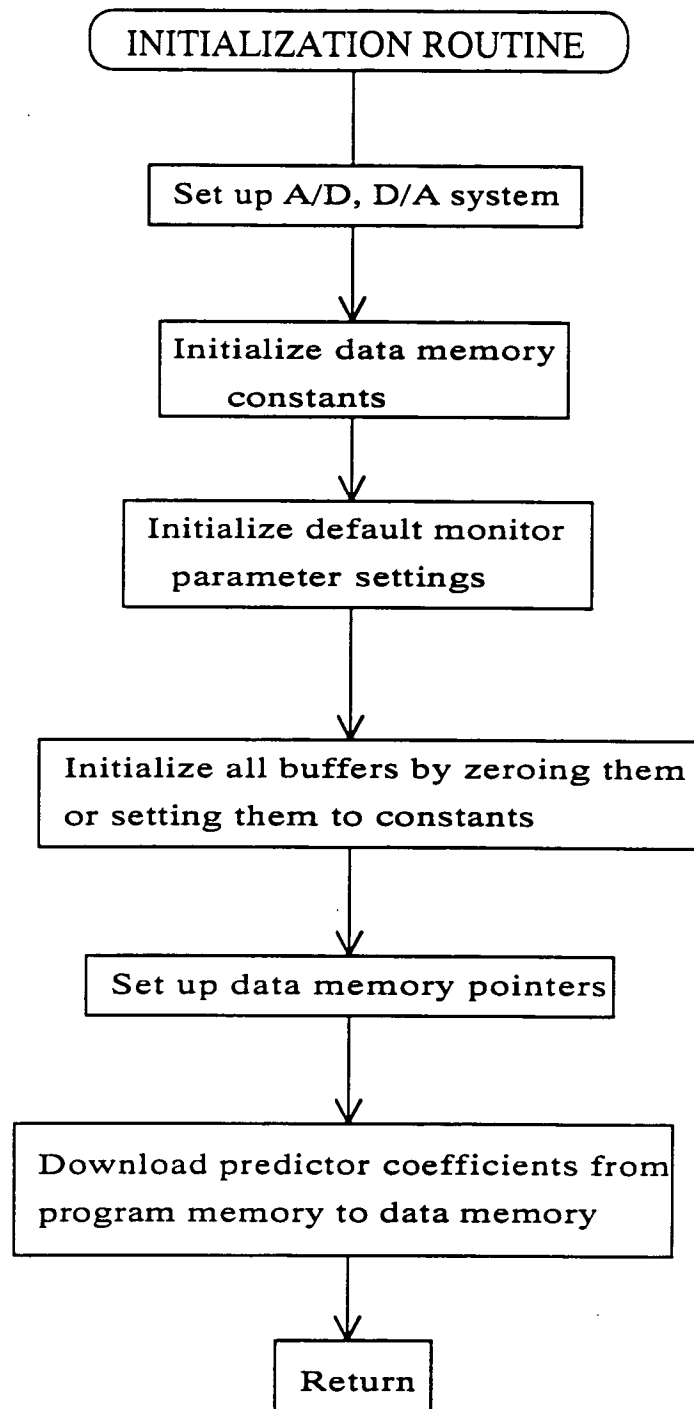 INITIALIZATION ROUTINE
Set up A/D, D/A system
Initialize data memory
constants
Initialize default monitor
parameter settings
Initialize all buffers by zeroing them
or setting them to constants
Set up data memory pointers
Download predictor coefficients from
program memory to data memory
Return